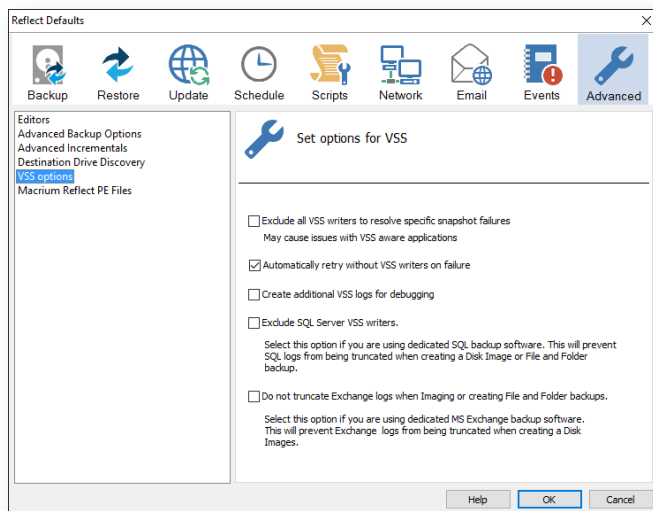 Reflect Defaults
Backup Restore Update Schedule Scripts Network Email Events Advanced
Editors
Advanced Backup Options
Advanced Incrementals
Destination Drive Discovery
VSS options
Macrium Reflect PE Files
Set options for VSS
Exclude all VSS writers to resolve specific snapshot failures
May cause issues with VSS aware applications
Automatically retry without VSS writers on failure
Create additional VSS logs for debugging
Exclude SQL Server VSS writers.
Select this option if you are using dedicated SQL backup software. This will prevent
SQL logs from being truncated when creating a Disk Image or File and Folder
backup.
Do not truncate Exchange logs when Imaging or creating File and Folder backups.
Select this option if you are using dedicated MS Exchange backup software.
This will prevent Exchange logs from being truncated when creating a Disk
Images.
Help OK Cancel